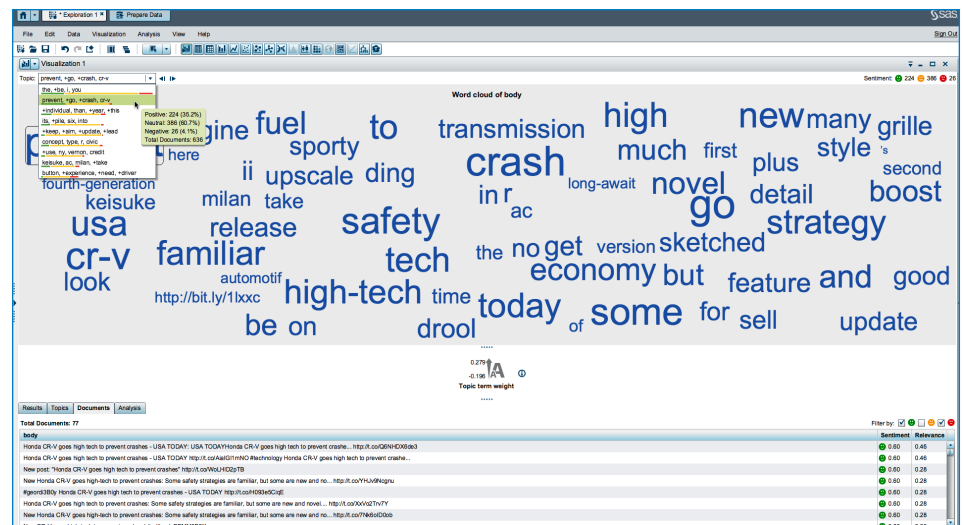 * Exploration 1 × Prepare Data
sas
File Edit Data Visualization Analysis View Help
Sign Out
Visualization 1
Topic: prevent, +go, +crash, cr-v
Sentiment: 224 386 26
the, +be, i, you
prevent, +go, +crash, cr-v
+individual, than, +year, +this
its, +pile, six, into
+keep, +aim, +update, +lead
concept, type, r, civic
+use, ny, vernon, credit
keisuke, ac, milan, +take
button, +experience, +need, +driver
Positive: 224 (35.2%)
Neutral: 386 (60.7%)
Negative: 26 (4.1%)
Total Documents: 636
Word cloud of body
gine fuel to transmission high new many grille
here sporty crash much first plus style 's second
ii upscale ding long-await novel detail boost
fourth-generation keisuke milan take in r ac go strategy
usa release safety
cr-v familiar tech the no get version sketched
look automotif economy but feature and good
http://bit.ly/1lxxc high-tech time today some for sell
be on drool of update
0.279
-0.196
Topic term weight
Results Topics Documents Analysis
Total Documents: 77
Filter by:
body Sentiment Relevance
Honda CR-V goes high tech to prevent crashes - USA TODAY: USA TODAYHonda CR-V goes high tech to prevent crashe... http://t.co/Q6NHDX6de3 0.60 0.46
Honda CR-V goes high tech to prevent crashes - USA TODAY http://t.co/AaIGI1mNO #technology Honda CR-V goes high tech to prevent crashe... 0.60 0.46
New post: "Honda CR-V goes high tech to prevent crashes" http://t.co/WoLHiD2pTB 0.60 0.28
New Honda CR-V goes high-tech to prevent crashes: Some safety strategies are familiar, but some are new and no... http://t.co/YHJv9Ncgnu 0.60 0.28
#geordi3B0y Honda CR-V goes high-tech to prevent crashes - USA TODAY http://t.co/H093e5CiqE 0.60 0.28
Honda CR-V goes high-tech to prevent crashes: Some safety strategies are familiar, but some are new and novel.... http://t.co/XxVo2Trv7Y 0.60 0.28
New Honda CR-V goes high-tech to prevent crashes: Some safety strategies are familiar, but some are new and no... http://t.co/7Nk6oID0ob 0.60 0.28